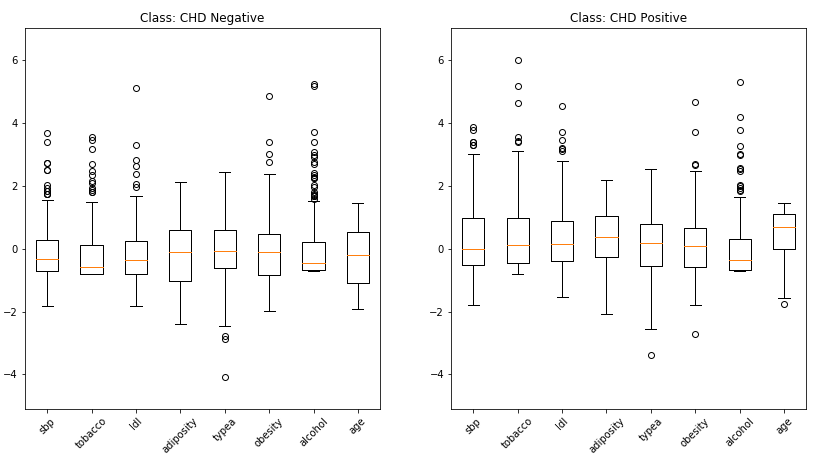 Class: CHD Negative
6
4
2
0
−2
−4
sbp
tobacco
ldl
adiposity
typea
obesity
alcohol
age
Class: CHD Positive
6
4
2
0
−2
−4
sbp
tobacco
ldl
adiposity
typea
obesity
alcohol
age